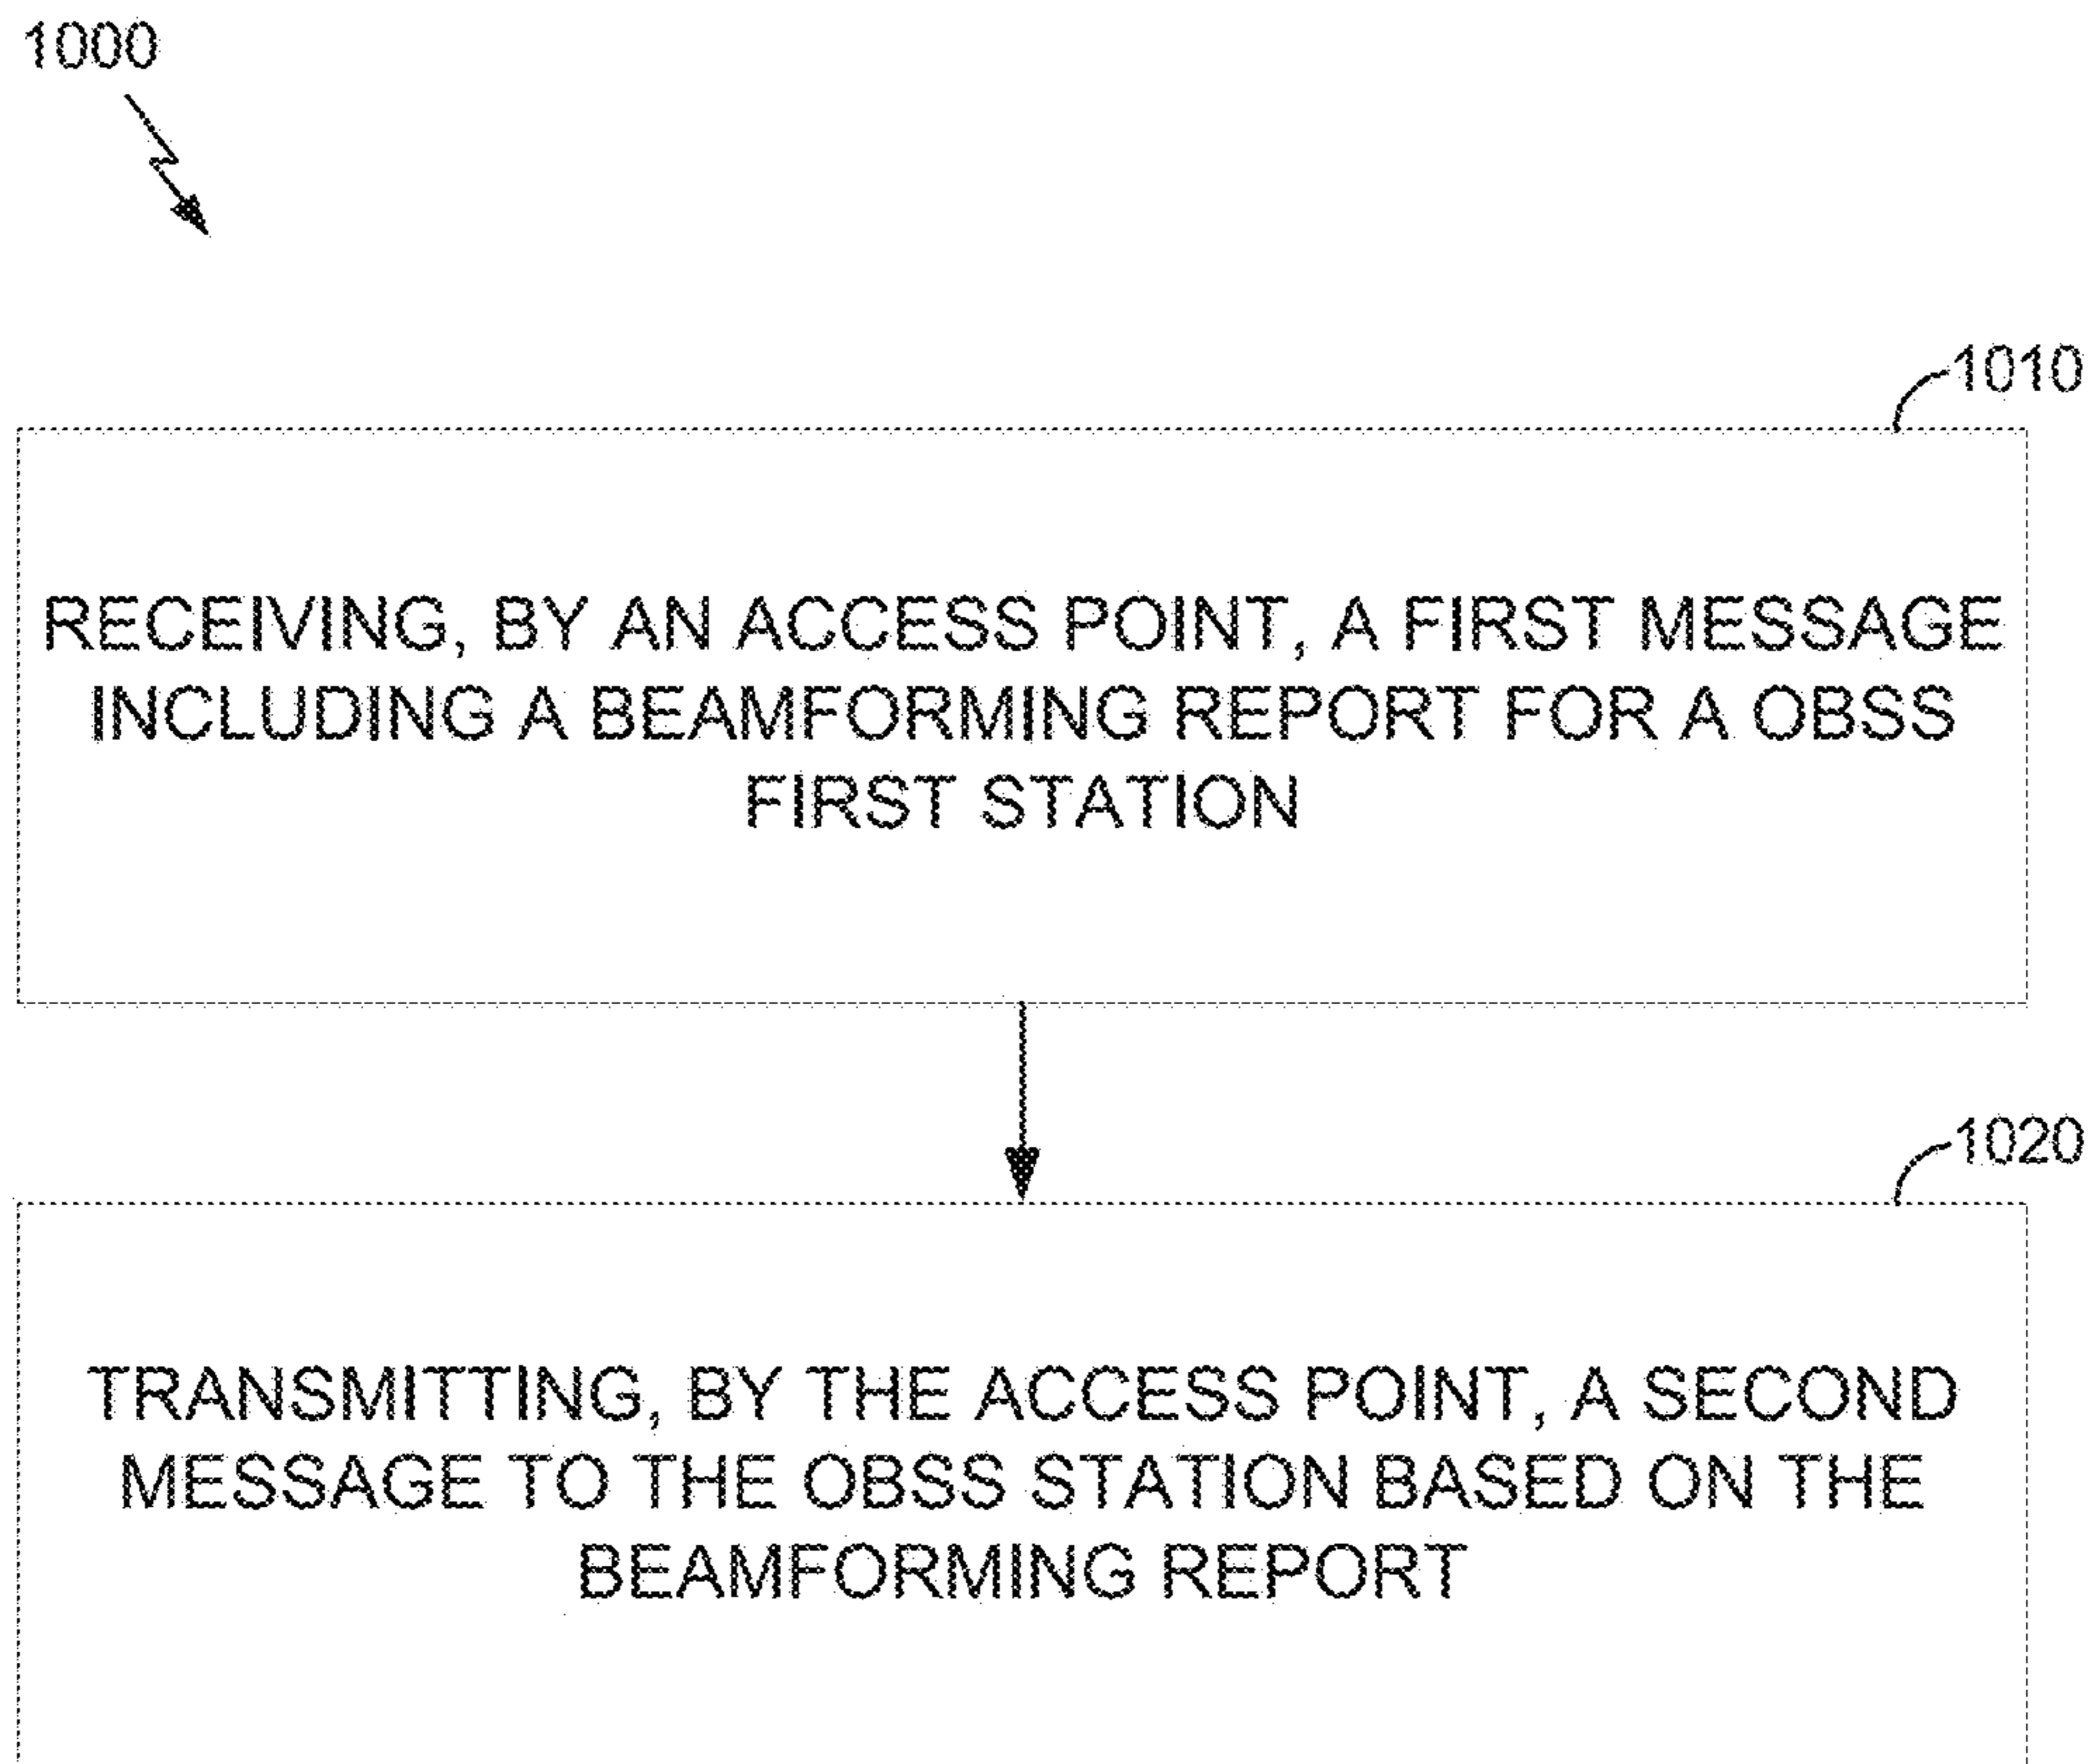 1000
1010
RECEIVING, BY AN ACCESS POINT, A FIRST MESSAGE
INCLUDING A BEAMFORMING REPORT FOR A OBSS
FIRST STATION
1020
TRANSMITTING, BY THE ACCESS POINT, A SECOND
MESSAGE TO THE OBSS STATION BASED ON THE
BEAMFORMING REPORT